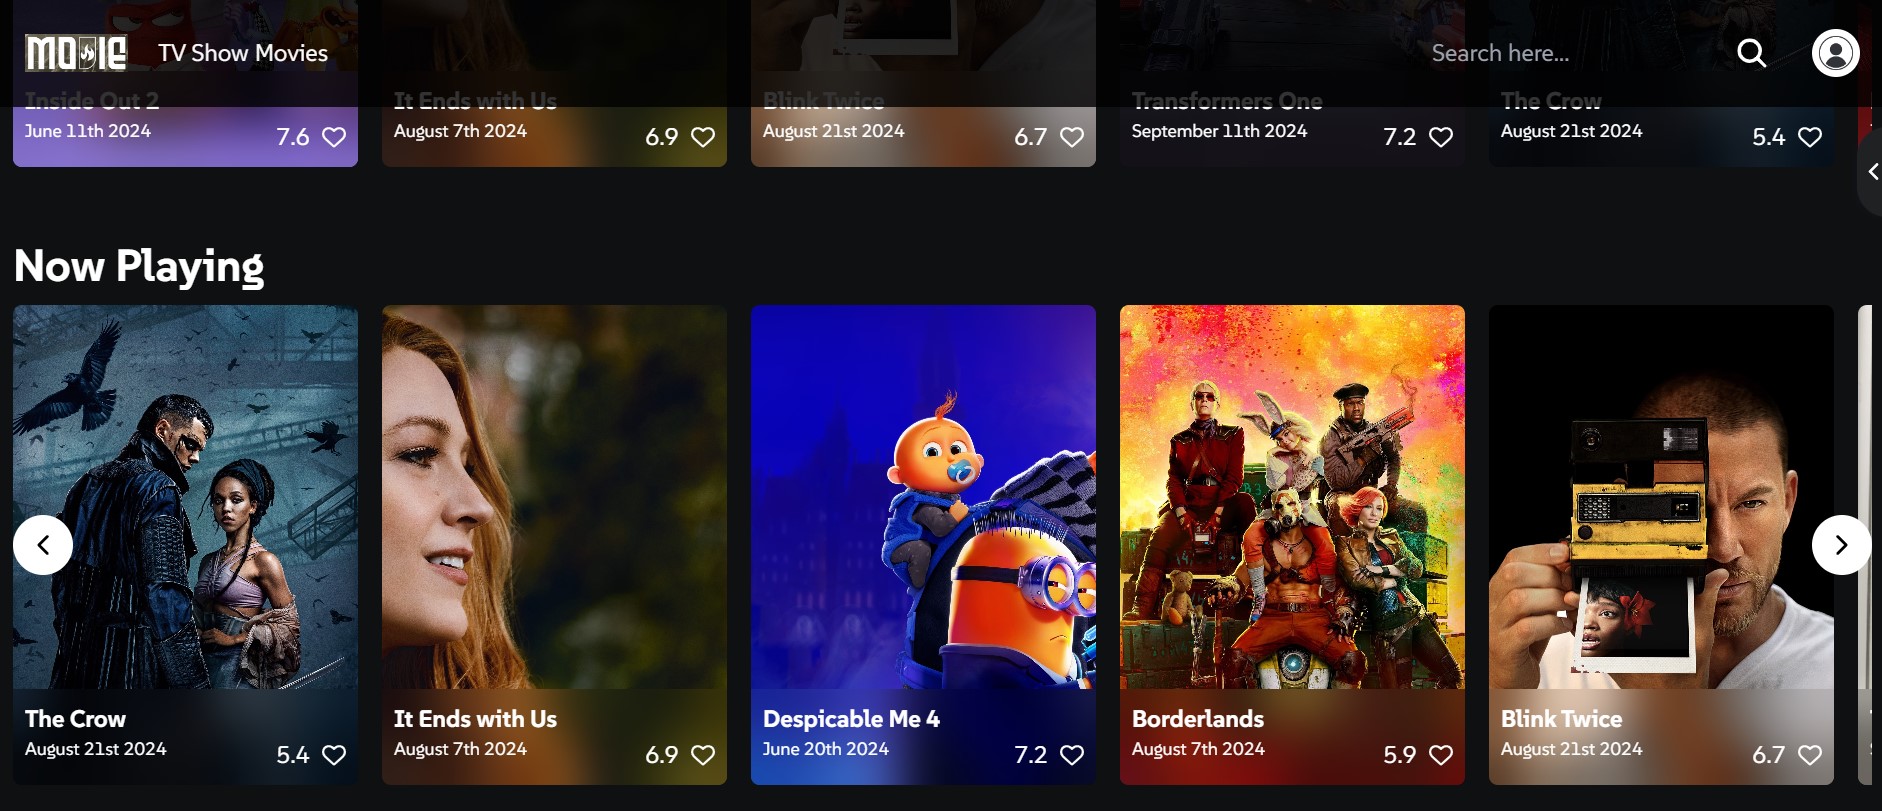 MOVIE
TV Show Movies
Search here...
Inside Out 2
June 11th 2024
7.6
It Ends with Us
August 7th 2024
6.9
Blink Twice
August 21st 2024
6.7
Transformers One
September 11th 2024
7.2
The Crow
August 21st 2024
5.4
Now Playing
The Crow
August 21st 2024
5.4
It Ends with Us
August 7th 2024
6.9
Despicable Me 4
June 20th 2024
7.2
Borderlands
August 7th 2024
5.9
Blink Twice
August 21st 2024
6.7